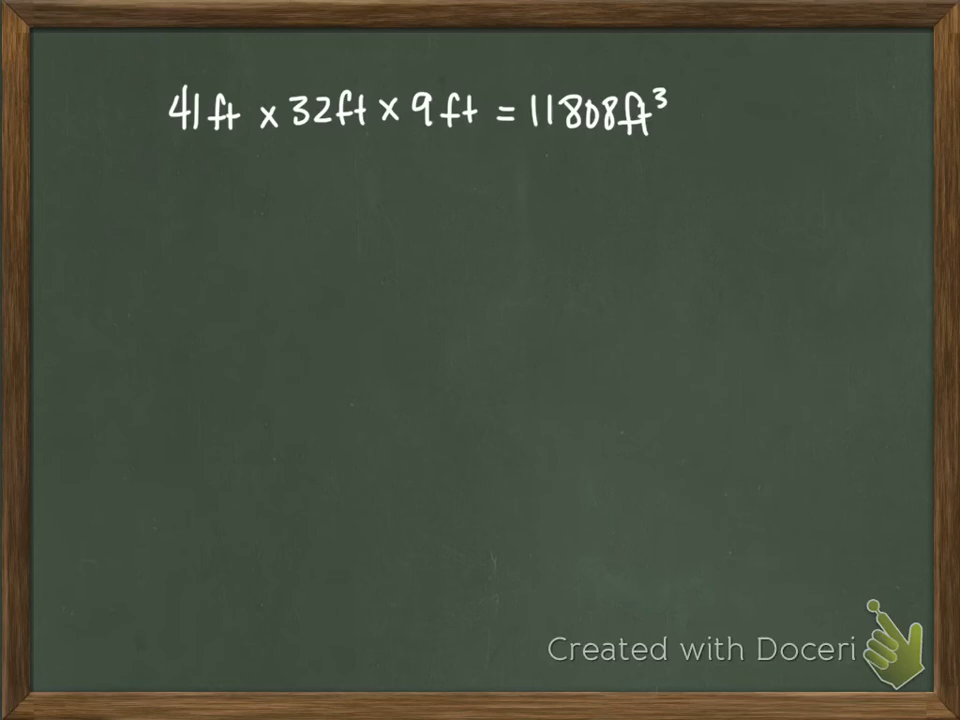 41ft x 32ft x 9ft = 11808ft³
Created with Doceri